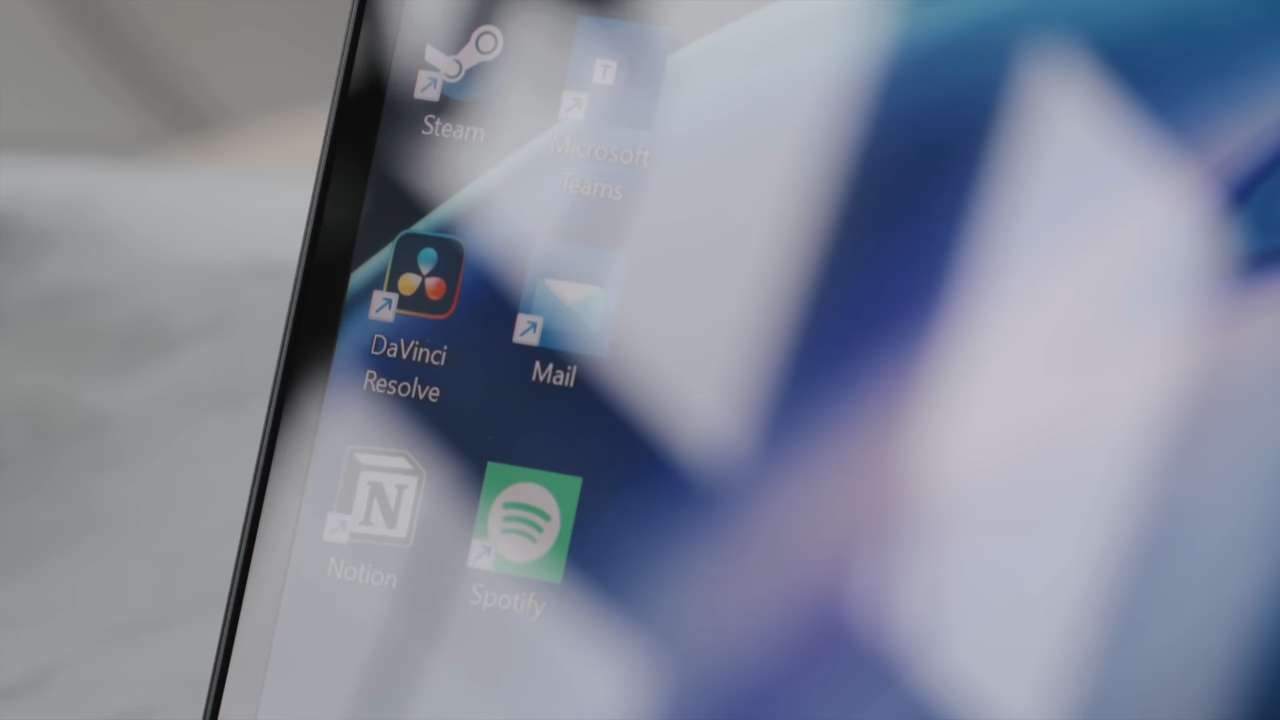 Steam
T
Microsoft
Teams
DaVinci
Resolve
Mail
N
Notion
Spotify